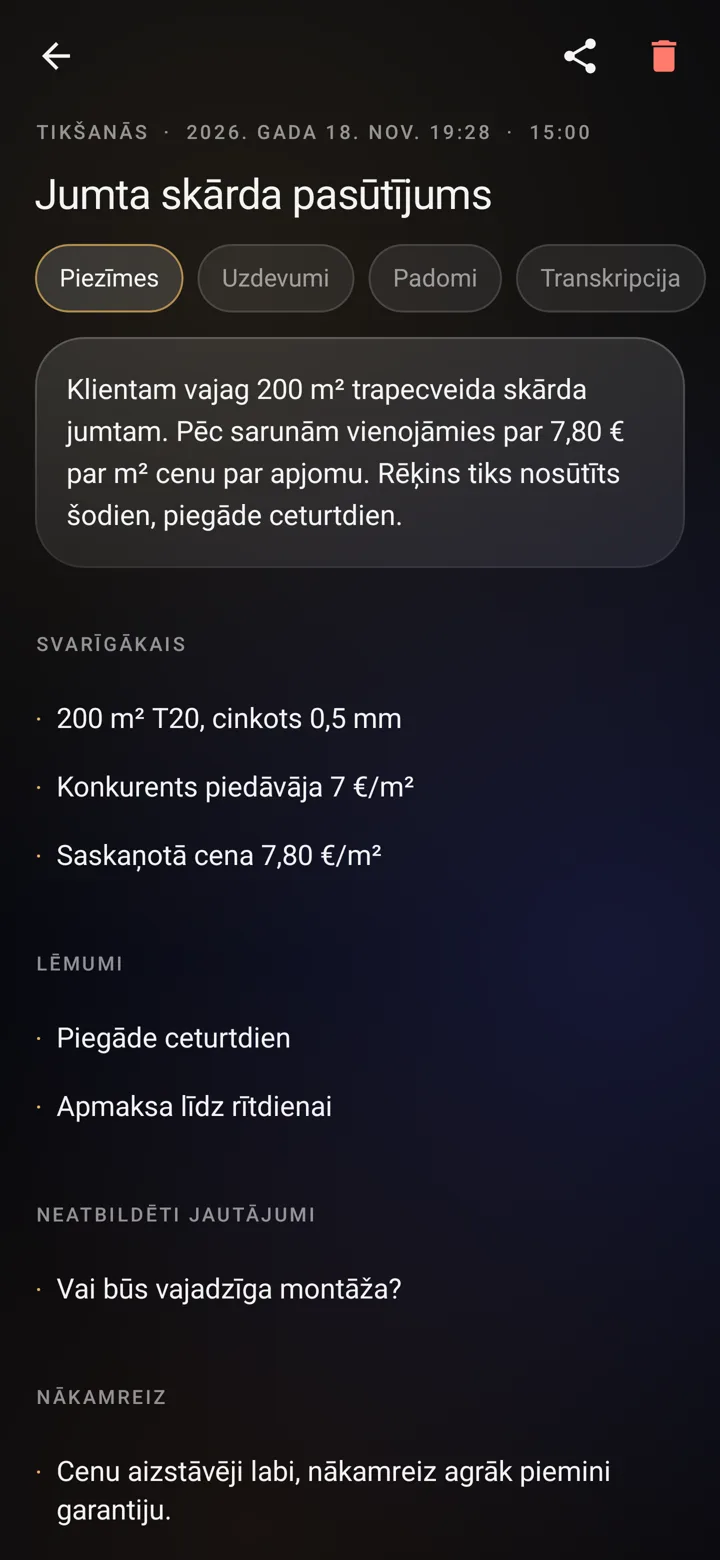 TIKŠANĀS · 2026. GADA 18. NOV. 19:28 · 15:00
Jumta skārda pasūtījums
Piezīmes Uzdevumi Padomi Transkripcija
Klientam vajag 200 m² trapecveida skārda
jumtam. Pēc sarunām vienojāmies par 7,80 €
par m² cenu par apjomu. Rēķins tiks nosūtīts
šodien, piegāde ceturtdien.
SVARĪGĀKAIS
· 200 m² T20, cinkots 0,5 mm
· Konkurents piedāvāja 7 €/m²
· Saskaņotā cena 7,80 €/m²
LĒMUMI
· Piegāde ceturtdien
· Apmaksa līdz rītdienai
NEATBILDĒTI JAUTĀJUMI
· Vai būs vajadzīga montāža?
NĀKAMREIZ
· Cenu aizstāvēji labi, nākamreiz agrāk piemini
garantiju.